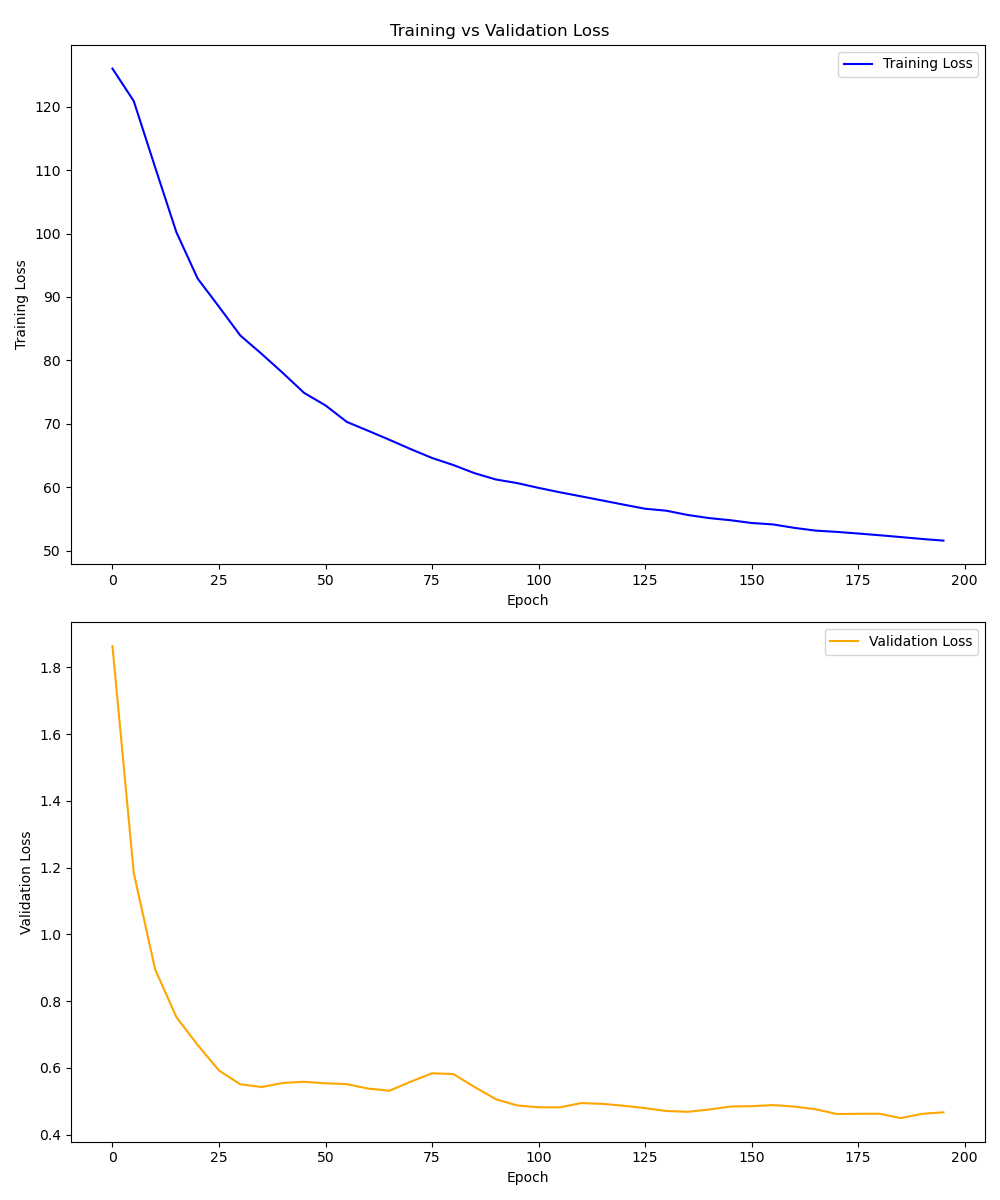 Training vs Validation Loss
Training Loss
120
110
100
90
80
70
60
50
Training Loss
0 25 50 75 100 125 150 175 200
Epoch
Validation Loss
1.8
1.6
1.4
1.2
1.0
0.8
0.6
0.4
Validation Loss
0 25 50 75 100 125 150 175 200
Epoch